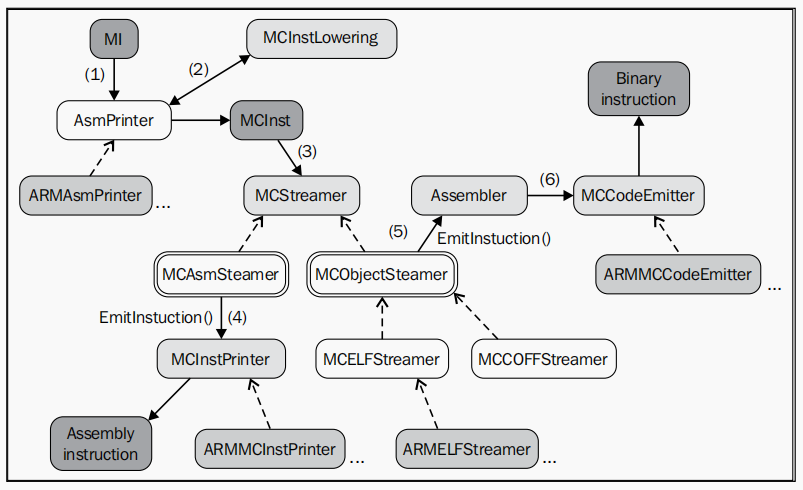 MI
MCInstLowering
(1)
(2)
Binary
instruction
AsmPrinter
MCInst
(3)
ARMAsmPrinter
...
MCStreamer
Assembler
(6)
MCCodeEmitter
(5)
EmitInstuction()
MCAsmSteamer
MCObjectSteamer
ARMMCCodeEmitter
...
EmitInstuction()
(4)
MCInstPrinter
MCELFStreamer
MCCOFFStreamer
Assembly
instruction
ARMMCInstPrinter
...
ARMELFStreamer
...